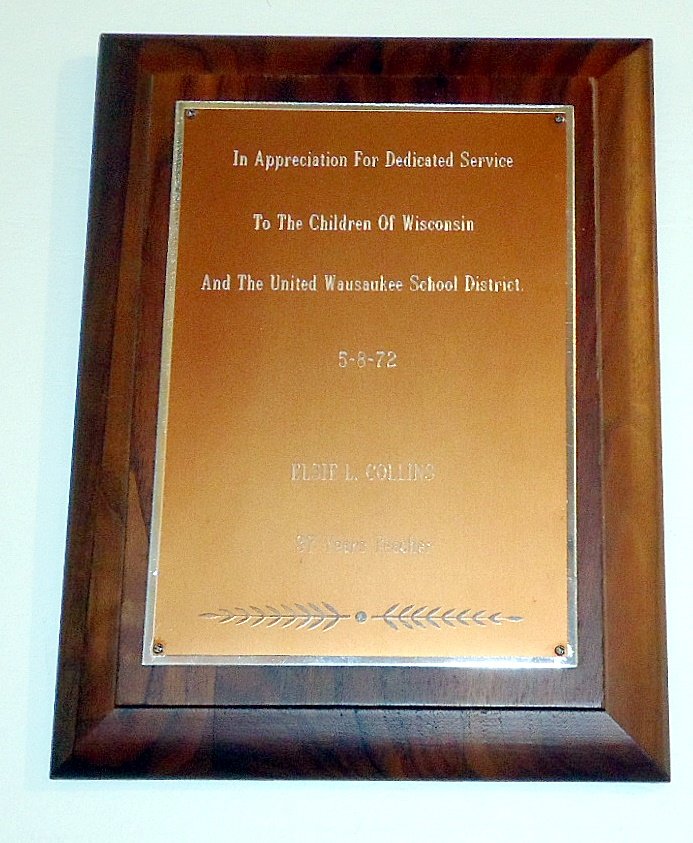 In Appreciation For Dedicated Service
To The Children Of Wisconsin
And The United Wausaukee School District.
5-8-72
ELSIE L. COLLINS
Years Teacher